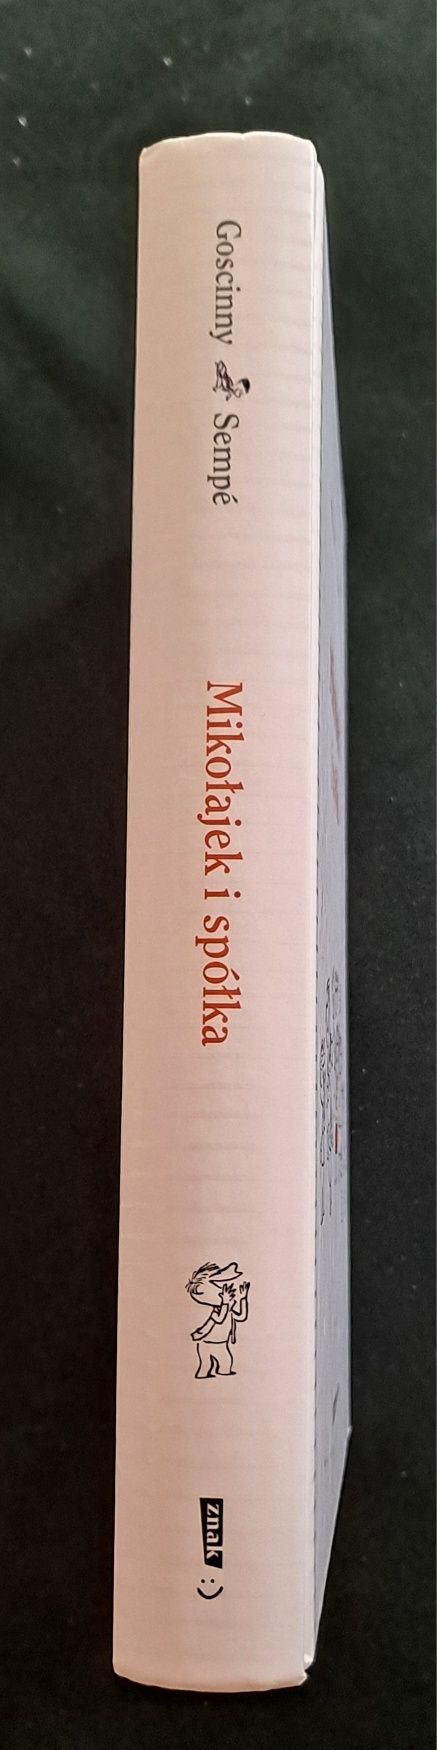 Goscinny Sempé
Mikołajek i spółka
znak :)